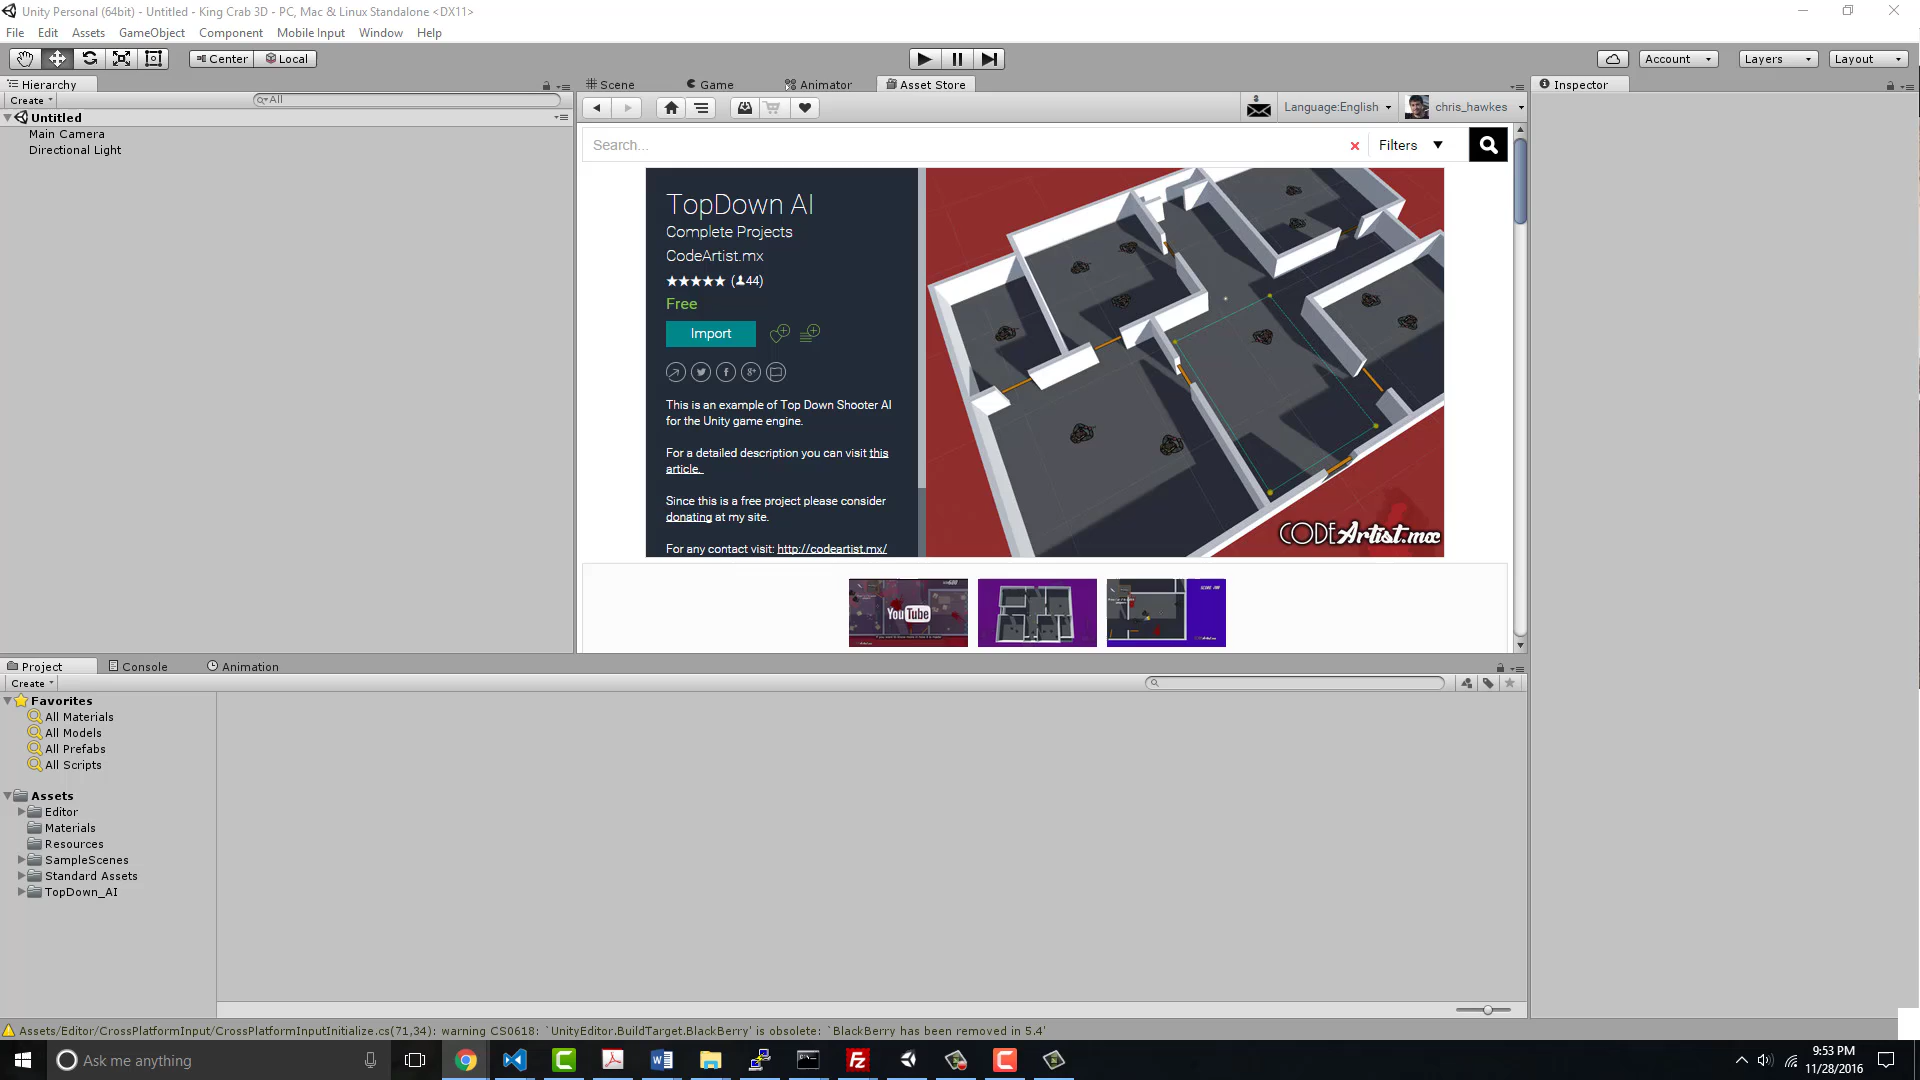 Unity Personal (64bit) - Untitled - King Crab 3D - PC, Mac & Linux Standalone <DX11>
File Edit Assets GameObject Component Mobile Input Window Help
Center Local
Account Layers Layout
Hierarchy
Scene Game Animator Asset Store
Inspector
Create All
Language:English chris_hawkes
Untitled
Main Camera
Directional Light
Search...
Filters
TopDown AI
Complete Projects
CodeArtist.mx
★★★★★ (44)
Free
Import
This is an example of Top Down Shooter AI
for the Unity game engine.
For a detailed description you can visit this
article.
Since this is a free project please consider
donating at my site.
For any contact visit: http://codeartist.mx/
CODEArtist.mx
YouTube
Project Console Animation
Create
Favorites
All Materials
All Models
All Prefabs
All Scripts
Assets
Editor
Materials
Resources
SampleScenes
Standard Assets
TopDown_AI
Assets/Editor/CrossPlatformInput/CrossPlatformInputInitialize.cs(71,34): warning CS0618: `UnityEditor.BuildTarget.BlackBerry' is obsolete: `BlackBerry has been removed in 5.4'
Ask me anything
9:53 PM
11/28/2016